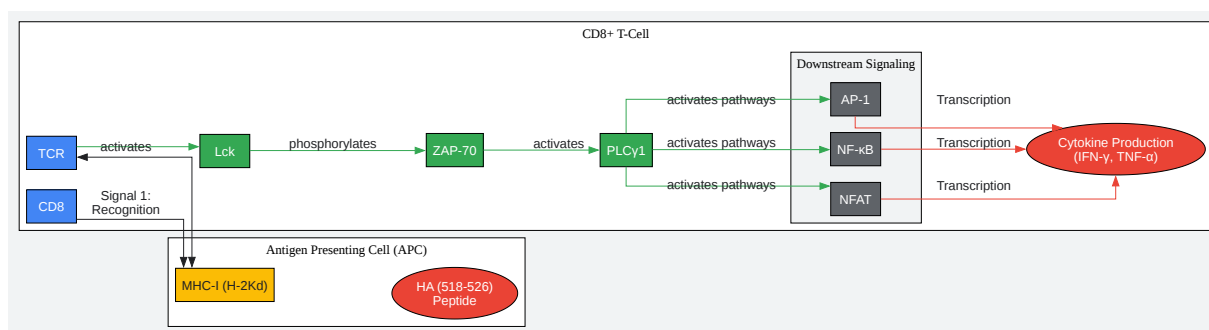 CD8+ T-Cell
Downstream Signaling
activates pathways
AP-1
Transcription
TCR
activates
Lck
phosphorylates
ZAP-70
activates
PLCγ1
activates pathways
NF-κB
Transcription
Cytokine Production
(IFN-γ, TNF-α)
CD8
Signal 1:
Recognition
activates pathways
NFAT
Transcription
Antigen Presenting Cell (APC)
MHC-I (H-2Kd)
HA (518-526)
Peptide